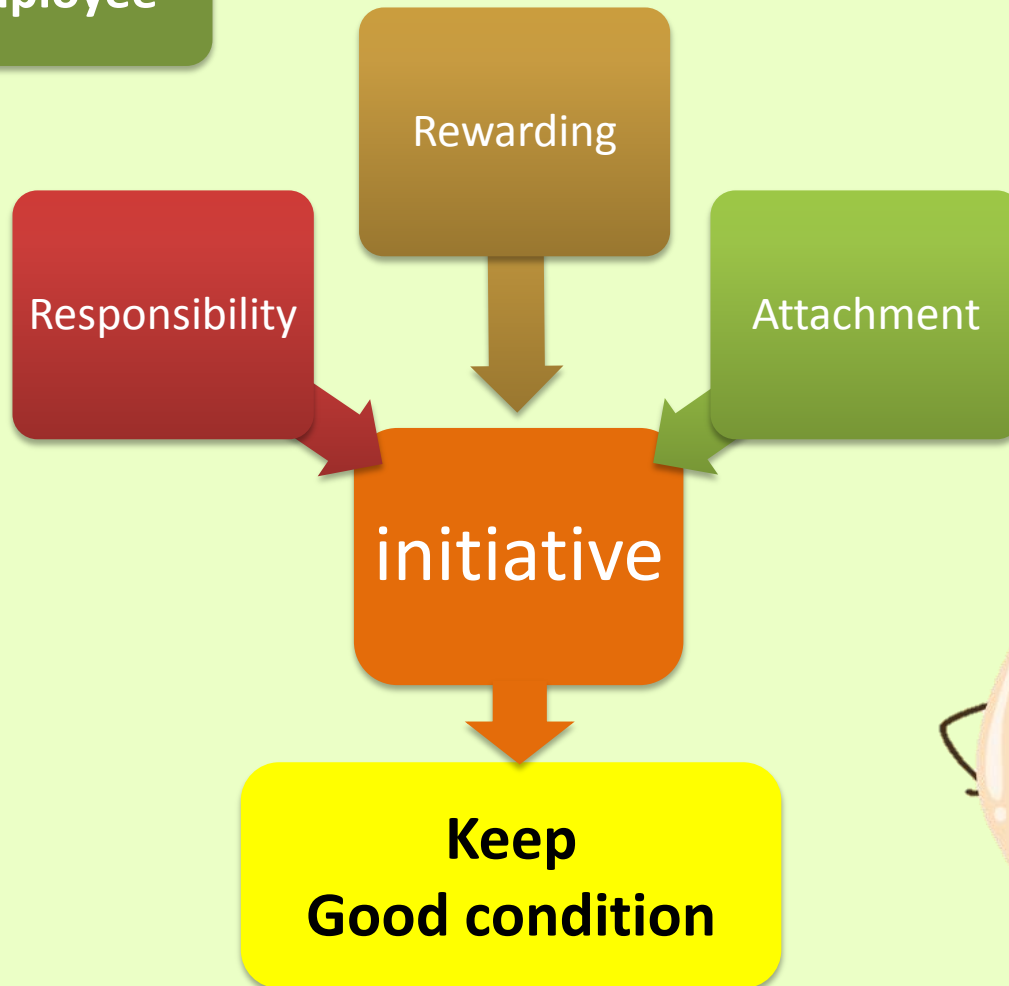 Rewarding
Responsibility
Attachment
initiative
Keep
Good condition